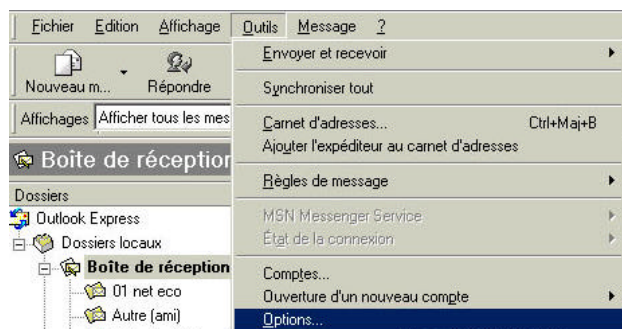 Fichier Edition Affichage Outils Message ?
Nouveau m... Répondre
Affichages Afficher tous les mes
Boîte de réception
Dossiers
Outlook Express
Dossiers locaux
Boîte de réception
01 net eco
Autre (ami)
Envoyer et recevoir
Synchroniser tout
Carnet d'adresses... Ctrl+Maj+B
Ajouter l'expéditeur au carnet d'adresses
Règles de message
MSN Messenger Service
État de la connexion
Comptes...
Ouverture d'un nouveau compte
Options...